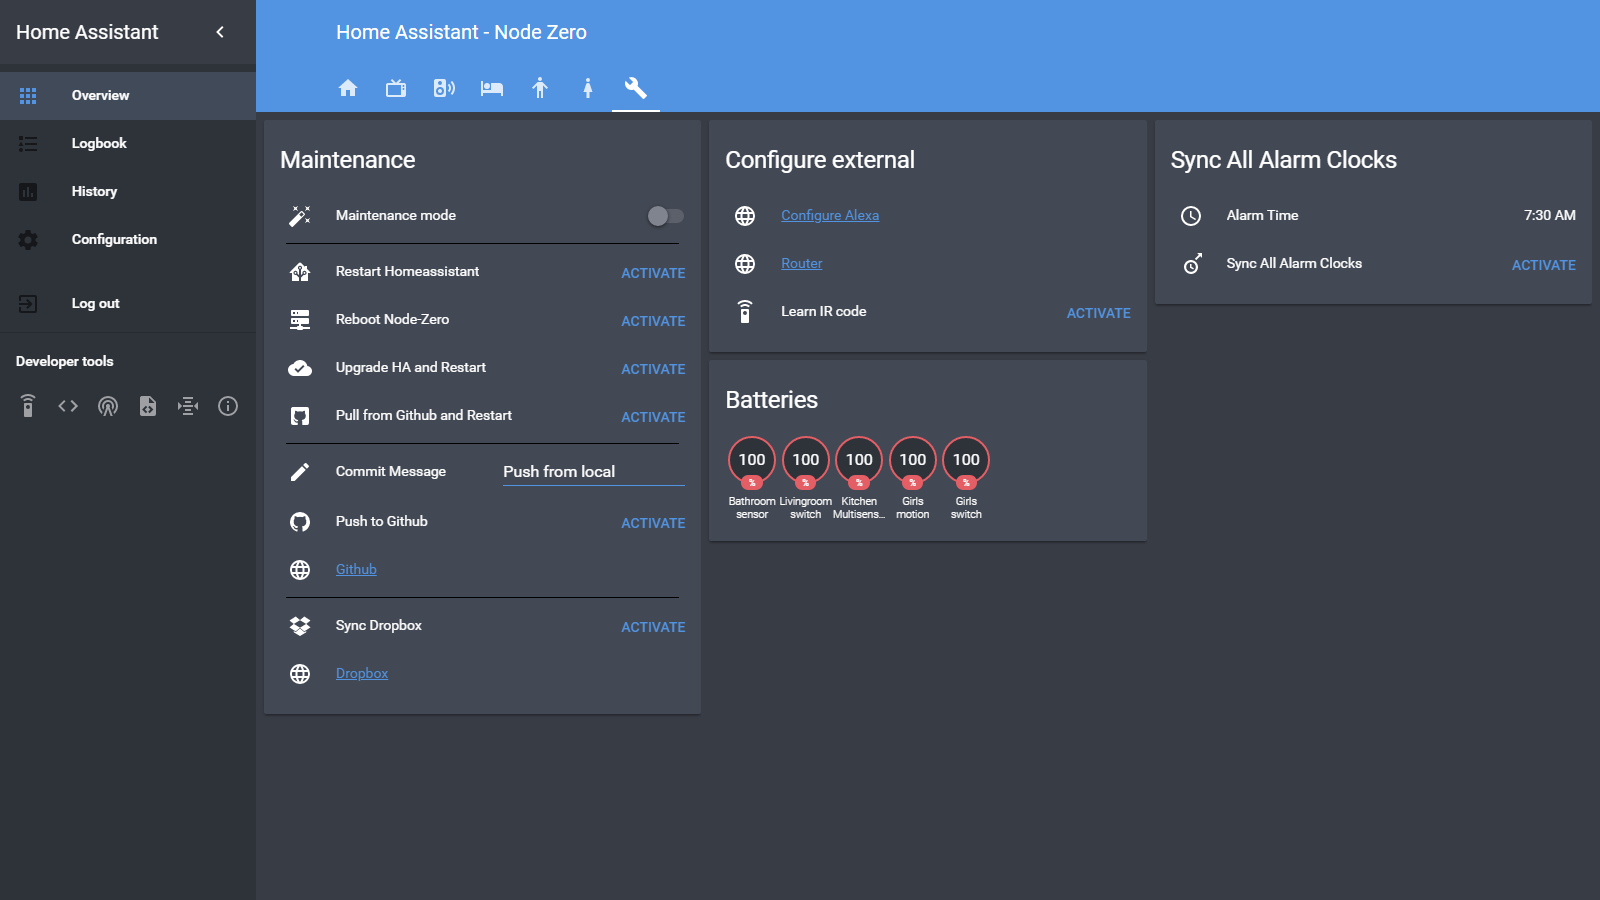 Home Assistant
Home Assistant - Node Zero
Overview
Logbook
History
Configuration
Log out
Developer tools
Maintenance
Maintenance mode
Restart Homeassistant ACTIVATE
Reboot Node-Zero ACTIVATE
Upgrade HA and Restart ACTIVATE
Pull from Github and Restart ACTIVATE
Commit Message Push from local
Push to Github ACTIVATE
Github
Sync Dropbox ACTIVATE
Dropbox
Configure external
Configure Alexa
Router
Learn IR code ACTIVATE
Batteries
100 100 100 100 100
% % % % %
Bathroom Livingroom Kitchen Girls Girls
sensor switch Multisens... motion switch
Sync All Alarm Clocks
Alarm Time 7:30 AM
Sync All Alarm Clocks ACTIVATE